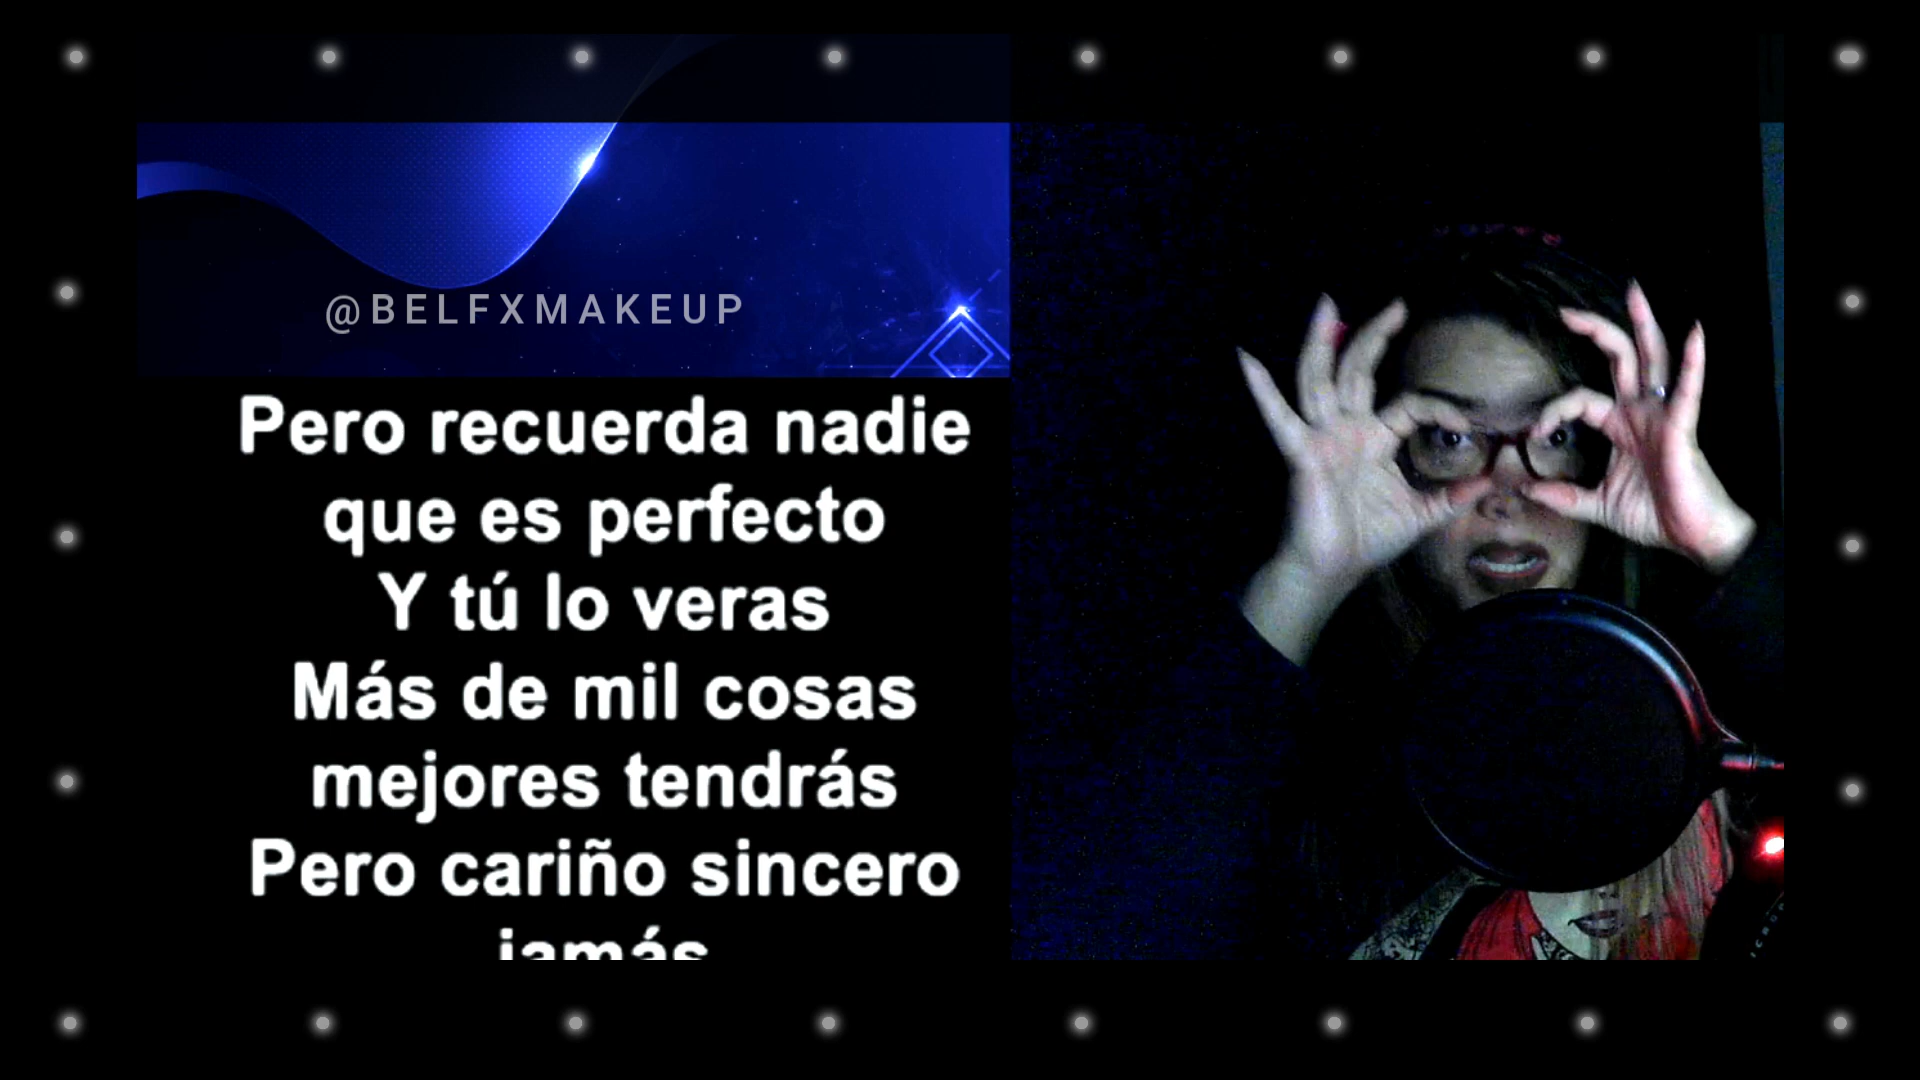 @BELFXMAKEUP
Pero recuerda nadie
que es perfecto
Y tú lo veras
Más de mil cosas
mejores tendrás
Pero cariño sincero
jamás